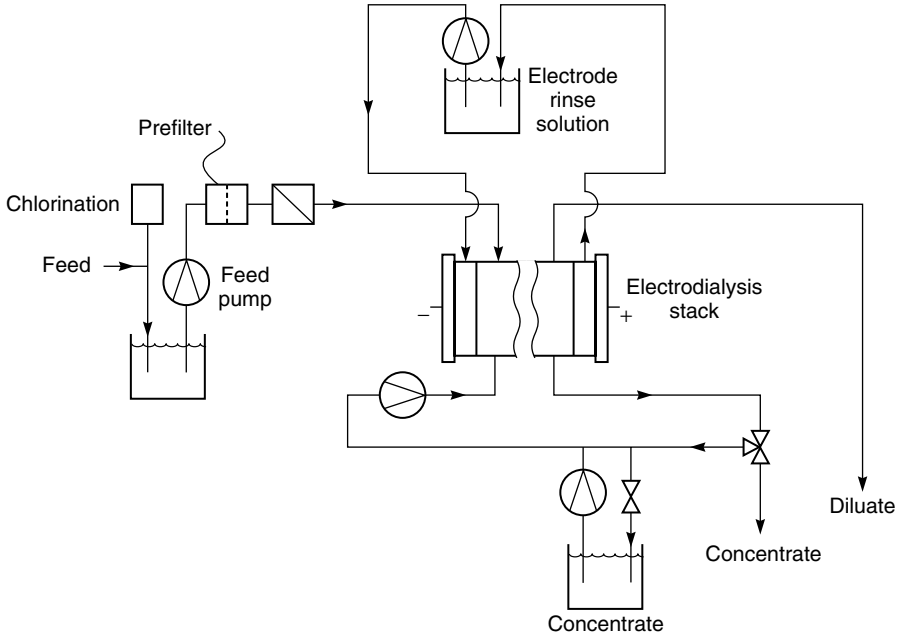 Electrode
rinse
solution
Prefilter
Chlorination
Feed
Feed
pump
Electrodialysis
stack
−
+
Diluate
Concentrate
Concentrate